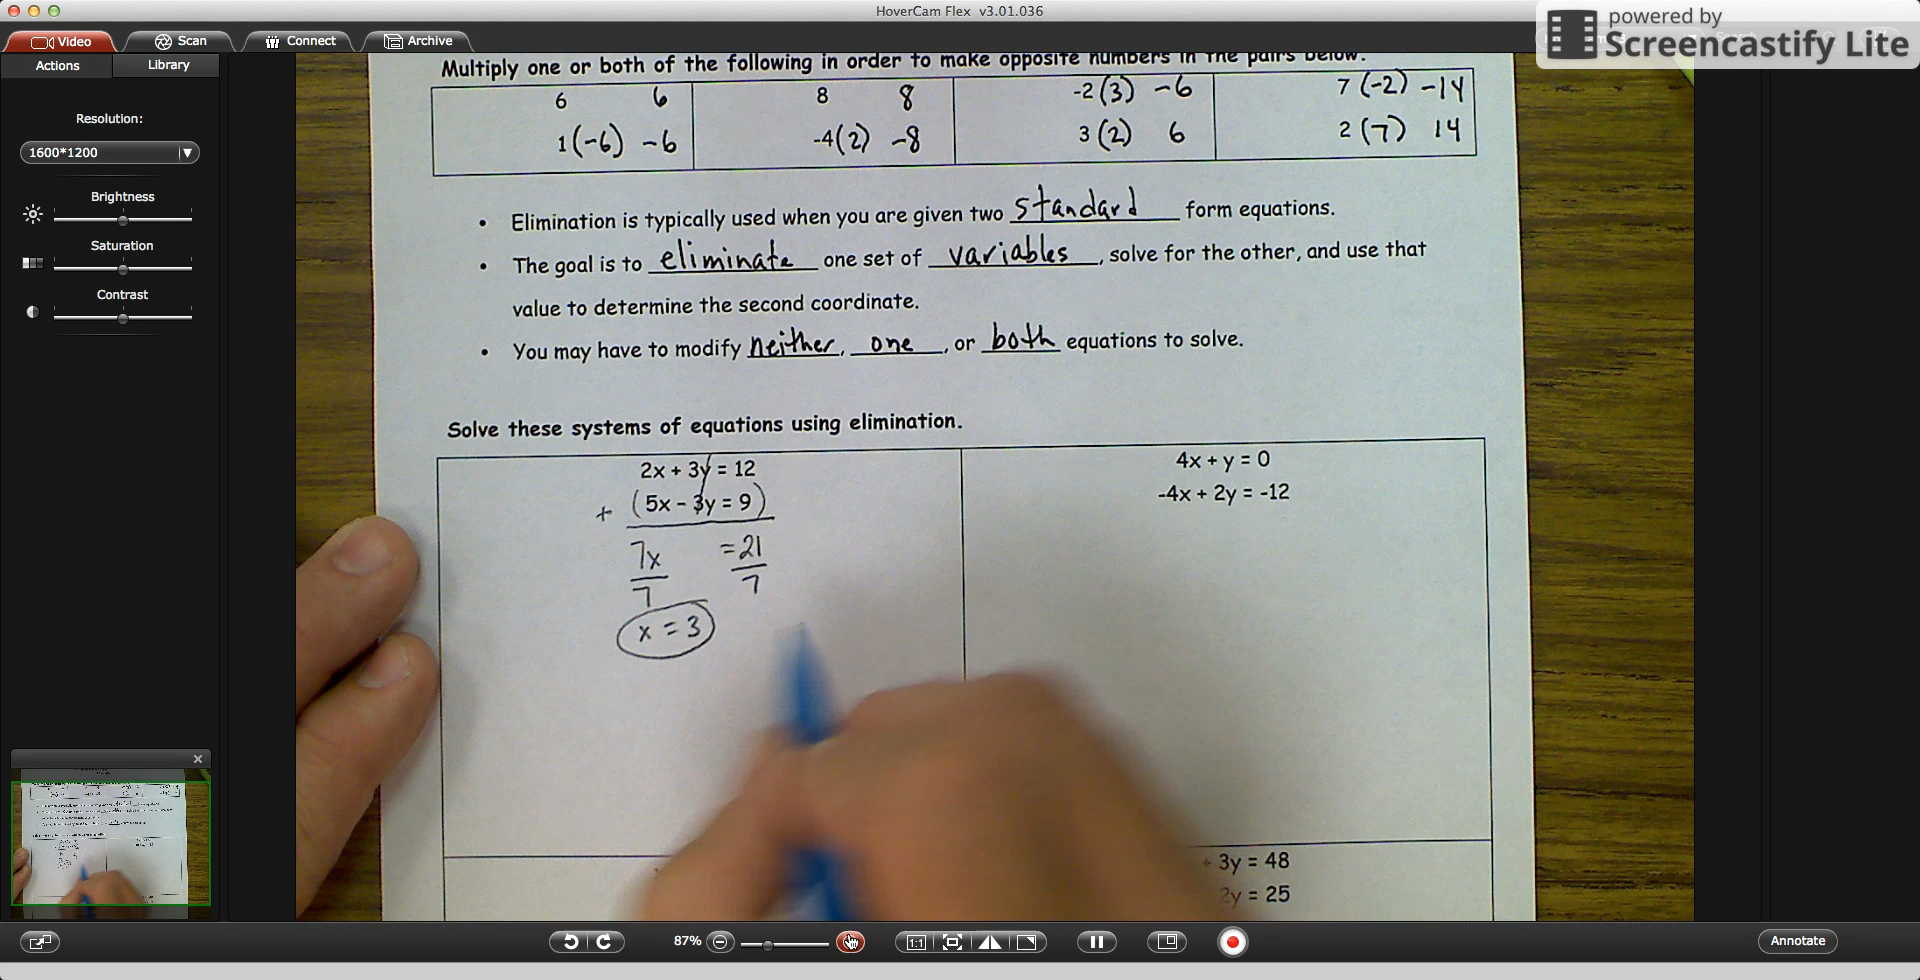 HoverCam Flex v3.01.036
powered by
Screencastify Lite
Video Scan Connect Archive
Actions Library
Resolution:
1600*1200
Brightness
Saturation
Contrast
Multiply one or both of the following in order to make opposite numbers in the pairs below.
6 6 8 8 -2(3) -6 7(-2) -14
1(-6) -6 -4(2) -8 3(2) 6 2(7) 14
• Elimination is typically used when you are given two standard form equations.
• The goal is to eliminate one set of variables, solve for the other, and use that
value to determine the second coordinate.
• You may have to modify neither, one, or both equations to solve.
Solve these systems of equations using elimination.
2x + 3y = 12
+ (5x - 3y = 9)
7x = 21
7 7
x = 3
4x + y = 0
-4x + 2y = -12
+ 3y = 48
2y = 25
87%
1:1
Annotate